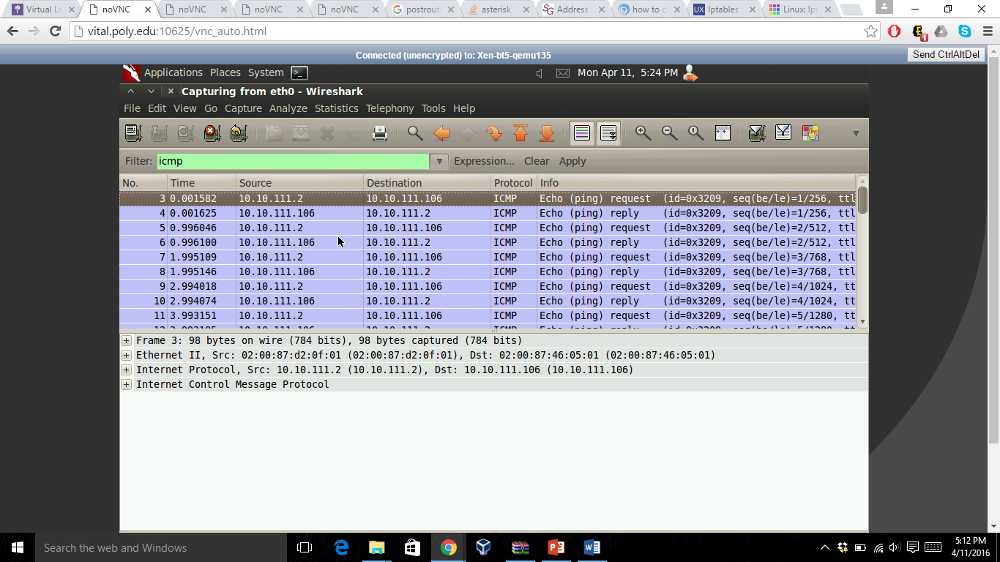 Virtual La
noVNC
noVNC
noVNC
noVNC
postrout
asterisk -
Address
how to cl
Iptables
Linux: Ipt
vital.poly.edu:10625/vnc_auto.html
Connected (unencrypted) to: Xen-bt5-qemu135
Send CtrlAltDel
Applications Places System
Mon Apr 11, 5:24 PM
Capturing from eth0 - Wireshark
File Edit View Go Capture Analyze Statistics Telephony Tools Help
Filter: icmp Expression... Clear Apply
No. Time Source Destination Protocol Info
3 0.001582 10.10.111.2 10.10.111.106 ICMP Echo (ping) request (id=0x3209, seq(be/le)=1/256, ttl
4 0.001625 10.10.111.106 10.10.111.2 ICMP Echo (ping) reply (id=0x3209, seq(be/le)=1/256, ttl
5 0.996046 10.10.111.2 10.10.111.106 ICMP Echo (ping) request (id=0x3209, seq(be/le)=2/512, ttl
6 0.996100 10.10.111.106 10.10.111.2 ICMP Echo (ping) reply (id=0x3209, seq(be/le)=2/512, ttl
7 1.995109 10.10.111.2 10.10.111.106 ICMP Echo (ping) request (id=0x3209, seq(be/le)=3/768, ttl
8 1.995146 10.10.111.106 10.10.111.2 ICMP Echo (ping) reply (id=0x3209, seq(be/le)=3/768, ttl
9 2.994018 10.10.111.2 10.10.111.106 ICMP Echo (ping) request (id=0x3209, seq(be/le)=4/1024, tt
10 2.994074 10.10.111.106 10.10.111.2 ICMP Echo (ping) reply (id=0x3209, seq(be/le)=4/1024, tt
11 3.993151 10.10.111.2 10.10.111.106 ICMP Echo (ping) request (id=0x3209, seq(be/le)=5/1280, tt
Frame 3: 98 bytes on wire (784 bits), 98 bytes captured (784 bits)
Ethernet II, Src: 02:00:87:d2:0f:01 (02:00:87:d2:0f:01), Dst: 02:00:87:46:05:01 (02:00:87:46:05:01)
Internet Protocol, Src: 10.10.111.2 (10.10.111.2), Dst: 10.10.111.106 (10.10.111.106)
Internet Control Message Protocol
Search the web and Windows
5:12 PM
4/11/2016